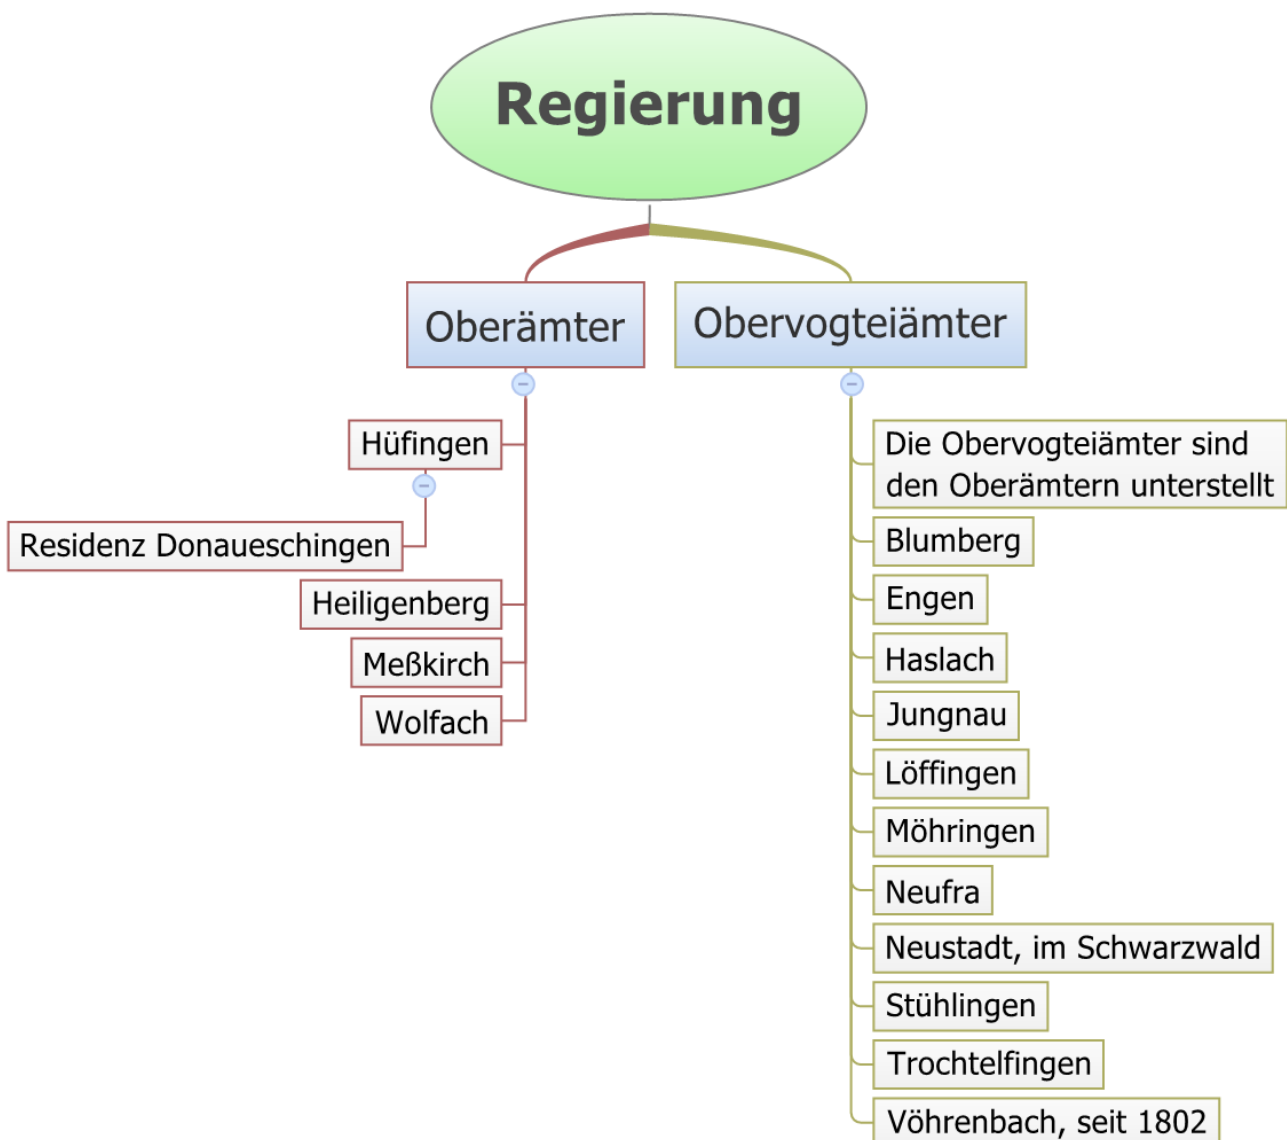 Regierung
Oberämter
Hüfingen
Residenz Donaueschingen
Heiligenberg
Meßkirch
Wolfach
Obervogteiämter
Die Obervogteiämter sind
den Oberämtern unterstellt
Blumberg
Engen
Haslach
Jungnau
Löffingen
Möhringen
Neufra
Neustadt, im Schwarzwald
Stühlingen
Trochtelfingen
Vöhrenbach, seit 1802